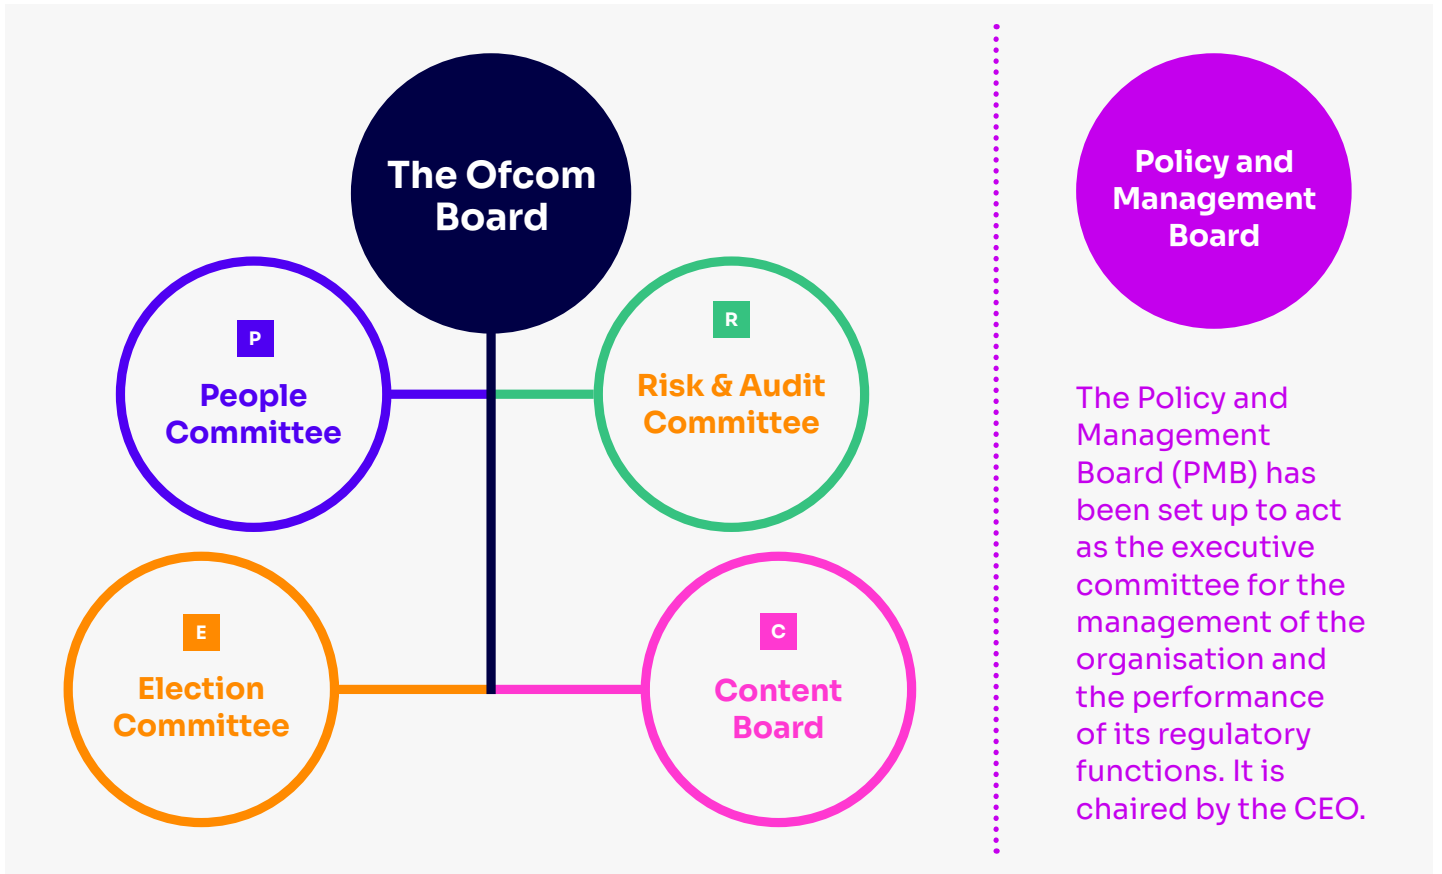 The Ofcom
Board
P
People
Committee
R
Risk & Audit
Committee
E
Election
Committee
C
Content
Board
Policy and
Management
Board
The Policy and
Management
Board (PMB) has
been set up to act
as the executive
committee for the
management of the
organisation and
the performance
of its regulatory
functions. It is
chaired by the CEO.